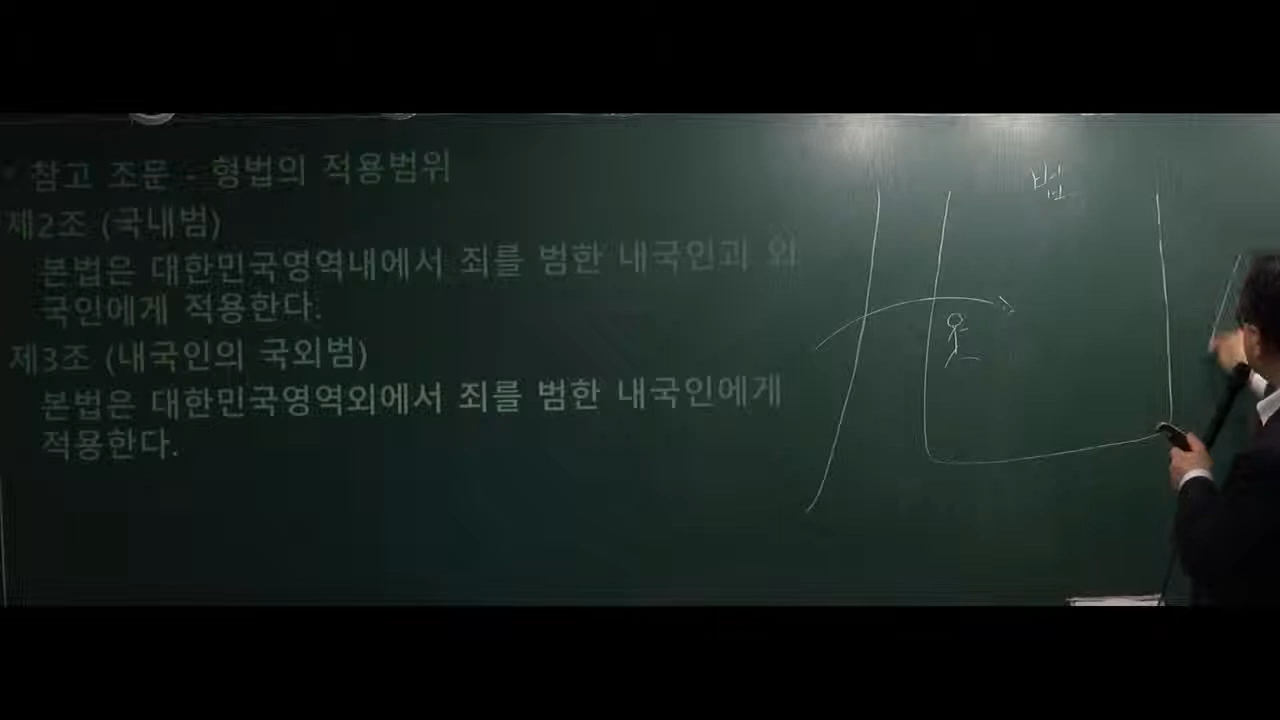 * 참고 조문 - 형법의 적용범위
제2조 (국내범)
본법은 대한민국영역내에서 죄를 범한 내국인과 외
국인에게 적용한다.
제3조 (내국인의 국외범)
본법은 대한민국영역외에서 죄를 범한 내국인에게
적용한다.
법